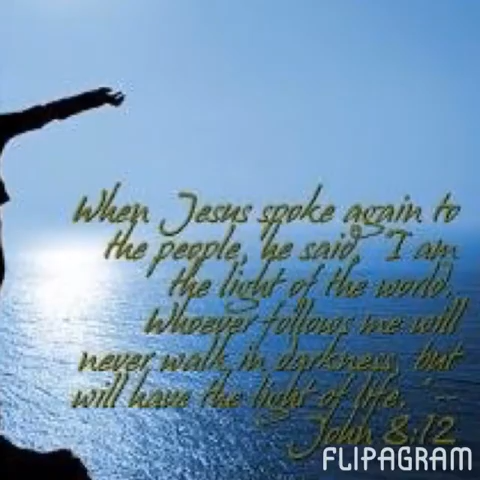 When Jesus spoke again to
the people, he said, "I am
the light of the world.
Whoever follows me will
never walk in darkness, but
will have the light of life." --
John 8:12
FLIPAGRAM